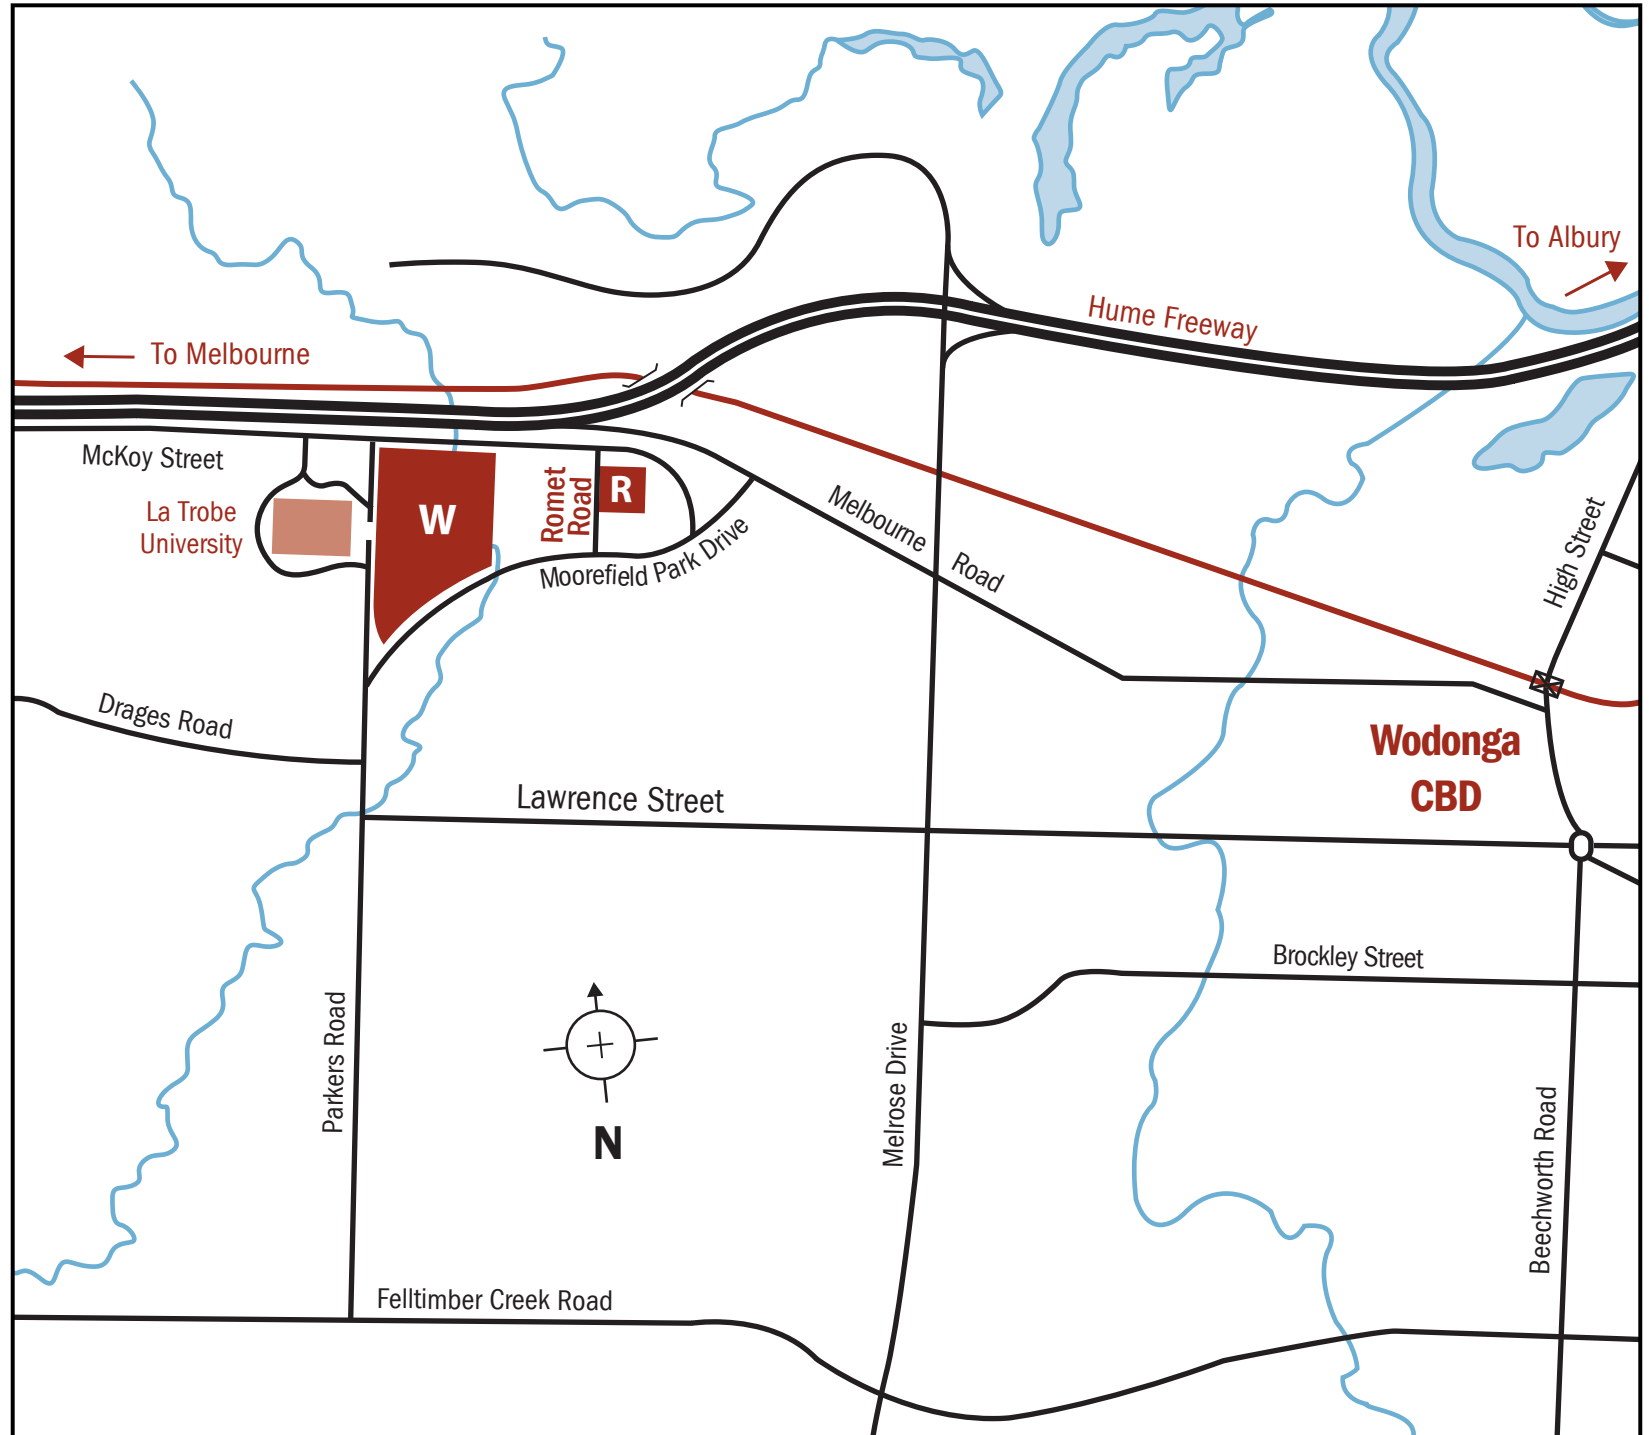 To Albury
Hume Freeway
To Melbourne
McKoy Street
La Trobe
University
W
Romet
Road
R
Moorefield Park Drive
Melbourne Road
High Street
Drages Road
Wodonga
CBD
Lawrence Street
Brockley Street
Parkers Road
N
Melrose Drive
Beechworth Road
Felltimber Creek Road